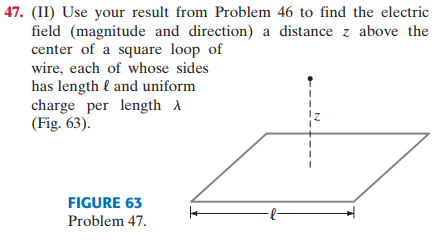 47. (II) Use your result from Problem 46 to find the electric
field (magnitude and direction) a distance z above the
center of a square loop of
wire, each of whose sides
has length ℓ and uniform
charge per length λ
(Fig. 63).
z
ℓ
FIGURE 63
Problem 47.